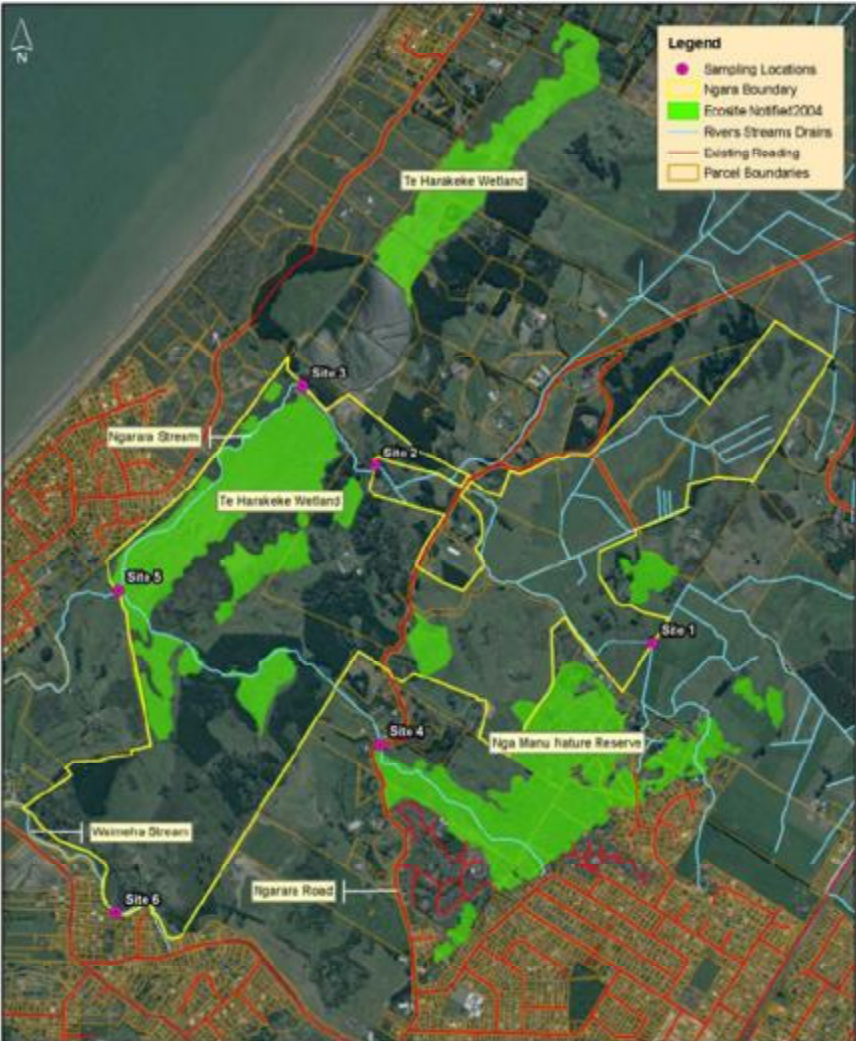 N
Legend
Sampling Locations
Ngara Boundary
Ecosite Notified2004
Rivers Streams Drains
Existing Roading
Parcel Boundaries
Te Harakeke Wetland
Site 3
Ngarara Stream
Site 2
Te Harakeke Wetland
Site 5
Site 1
Site 4
Nga Manu Nature Reserve
Waimeha Stream
Ngarara Road
Site 6